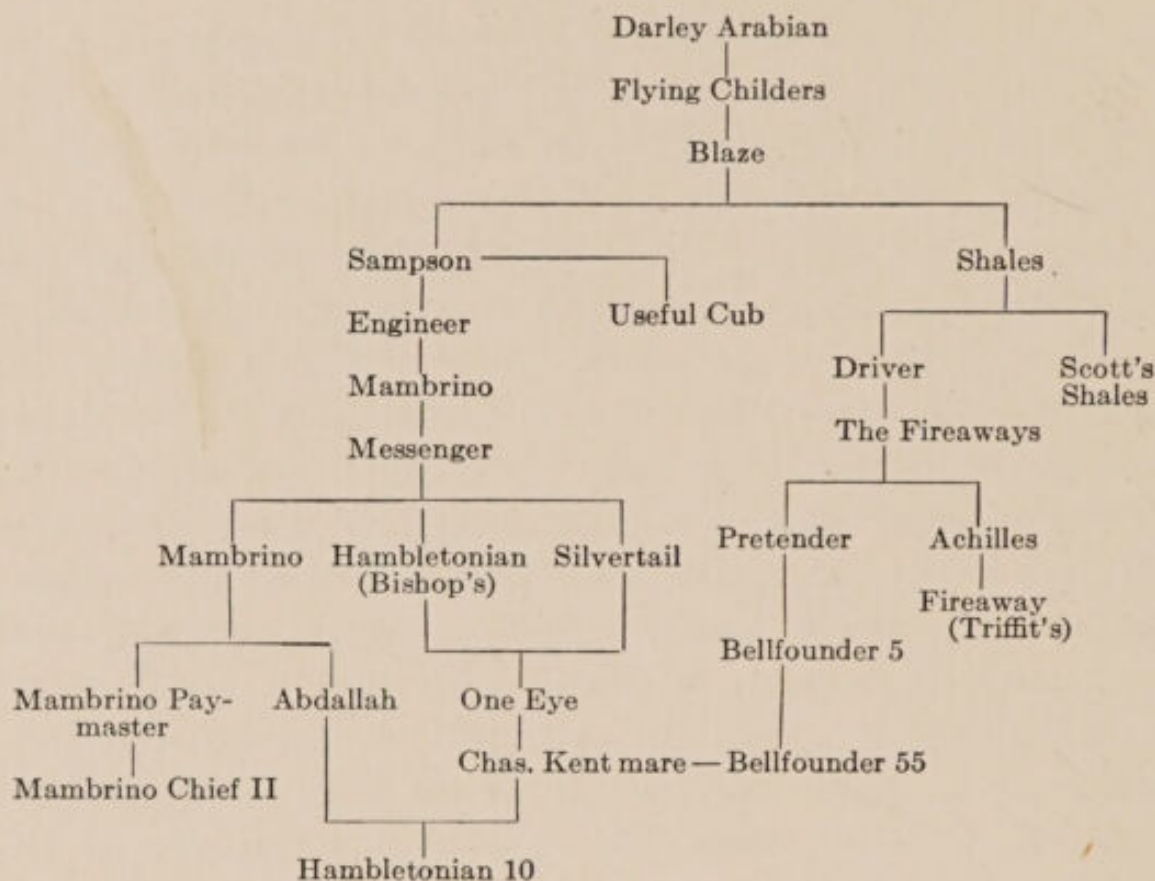 Darley Arabian
Flying Childers
Blaze
Sampson
Shales
Useful Cub
Engineer
Driver
Scott's
Shales
Mambrino
The Fireaways
Messenger
Pretender
Achilles
Mambrino
Hambletonian
(Bishop's)
Silvertail
Fireaway
(Triffit's)
Bellfounder 5
Mambrino Pay-
master
Abdallah
One Eye
Chas. Kent mare — Bellfounder 55
Mambrino Chief II
Hambletonian 10